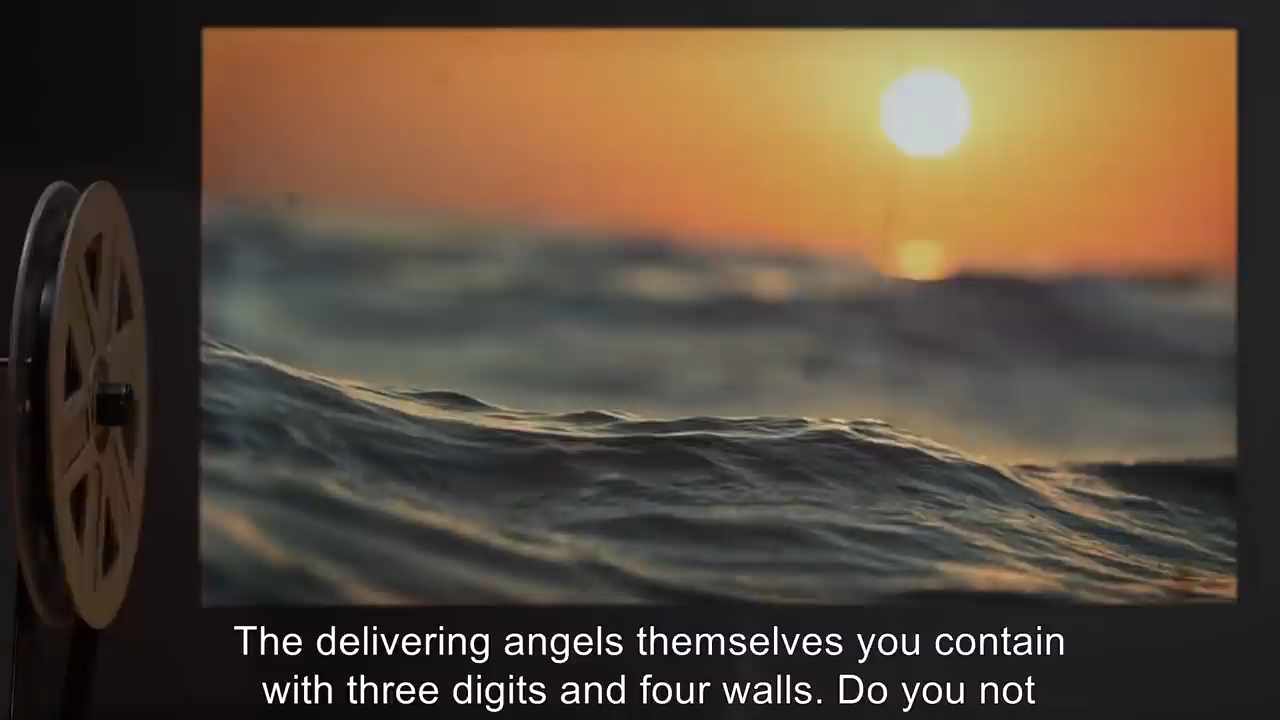 The delivering angels themselves you contain
with three digits and four walls. Do you not